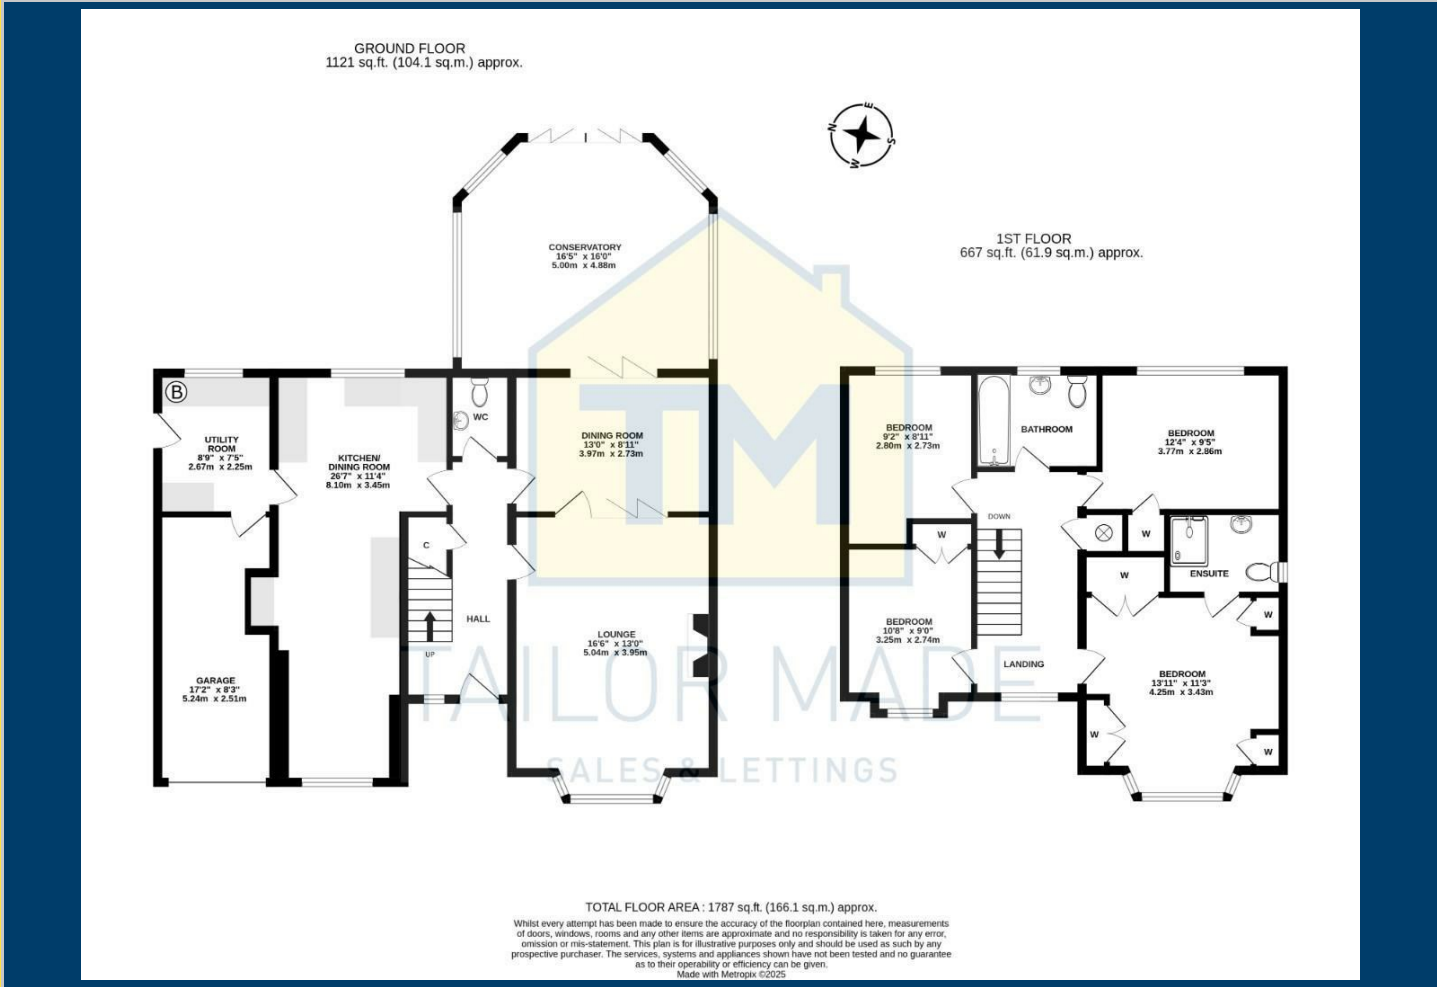 GROUND FLOOR
1121 sq.ft. (104.1 sq.m.) approx.
N
E
S
W
1ST FLOOR
667 sq.ft. (61.9 sq.m.) approx.
CONSERVATORY
16'5" x 16'0"
5.00m x 4.88m
B
UTILITY
ROOM
8'9" x 7'5"
2.67m x 2.25m
KITCHEN/
DINING ROOM
26'7" x 11'4"
8.10m x 3.45m
WC
DINING ROOM
13'0" x 8'11"
3.97m x 2.73m
C
HALL
UP
LOUNGE
16'6" x 13'0"
5.04m x 3.95m
GARAGE
17'2" x 8'3"
5.24m x 2.51m
BEDROOM
9'2" x 8'11"
2.80m x 2.73m
BATHROOM
BEDROOM
12'4" x 9'5"
3.77m x 2.86m
DOWN
W
W
W
ENSUITE
W
BEDROOM
10'8" x 9'0"
3.25m x 2.74m
LANDING
BEDROOM
13'11" x 11'3"
4.25m x 3.43m
W
W
TM
TAILOR MADE
SALES & LETTINGS
TOTAL FLOOR AREA : 1787 sq.ft. (166.1 sq.m.) approx.
Whilst every attempt has been made to ensure the accuracy of the floorplan contained here, measurements
of doors, windows, rooms and any other items are approximate and no responsibility is taken for any error,
omission or mis-statement. This plan is for illustrative purposes only and should be used as such by any
prospective purchaser. The services, systems and appliances shown have not been tested and no guarantee
as to their operability or efficiency can be given.
Made with Metropix ©2025